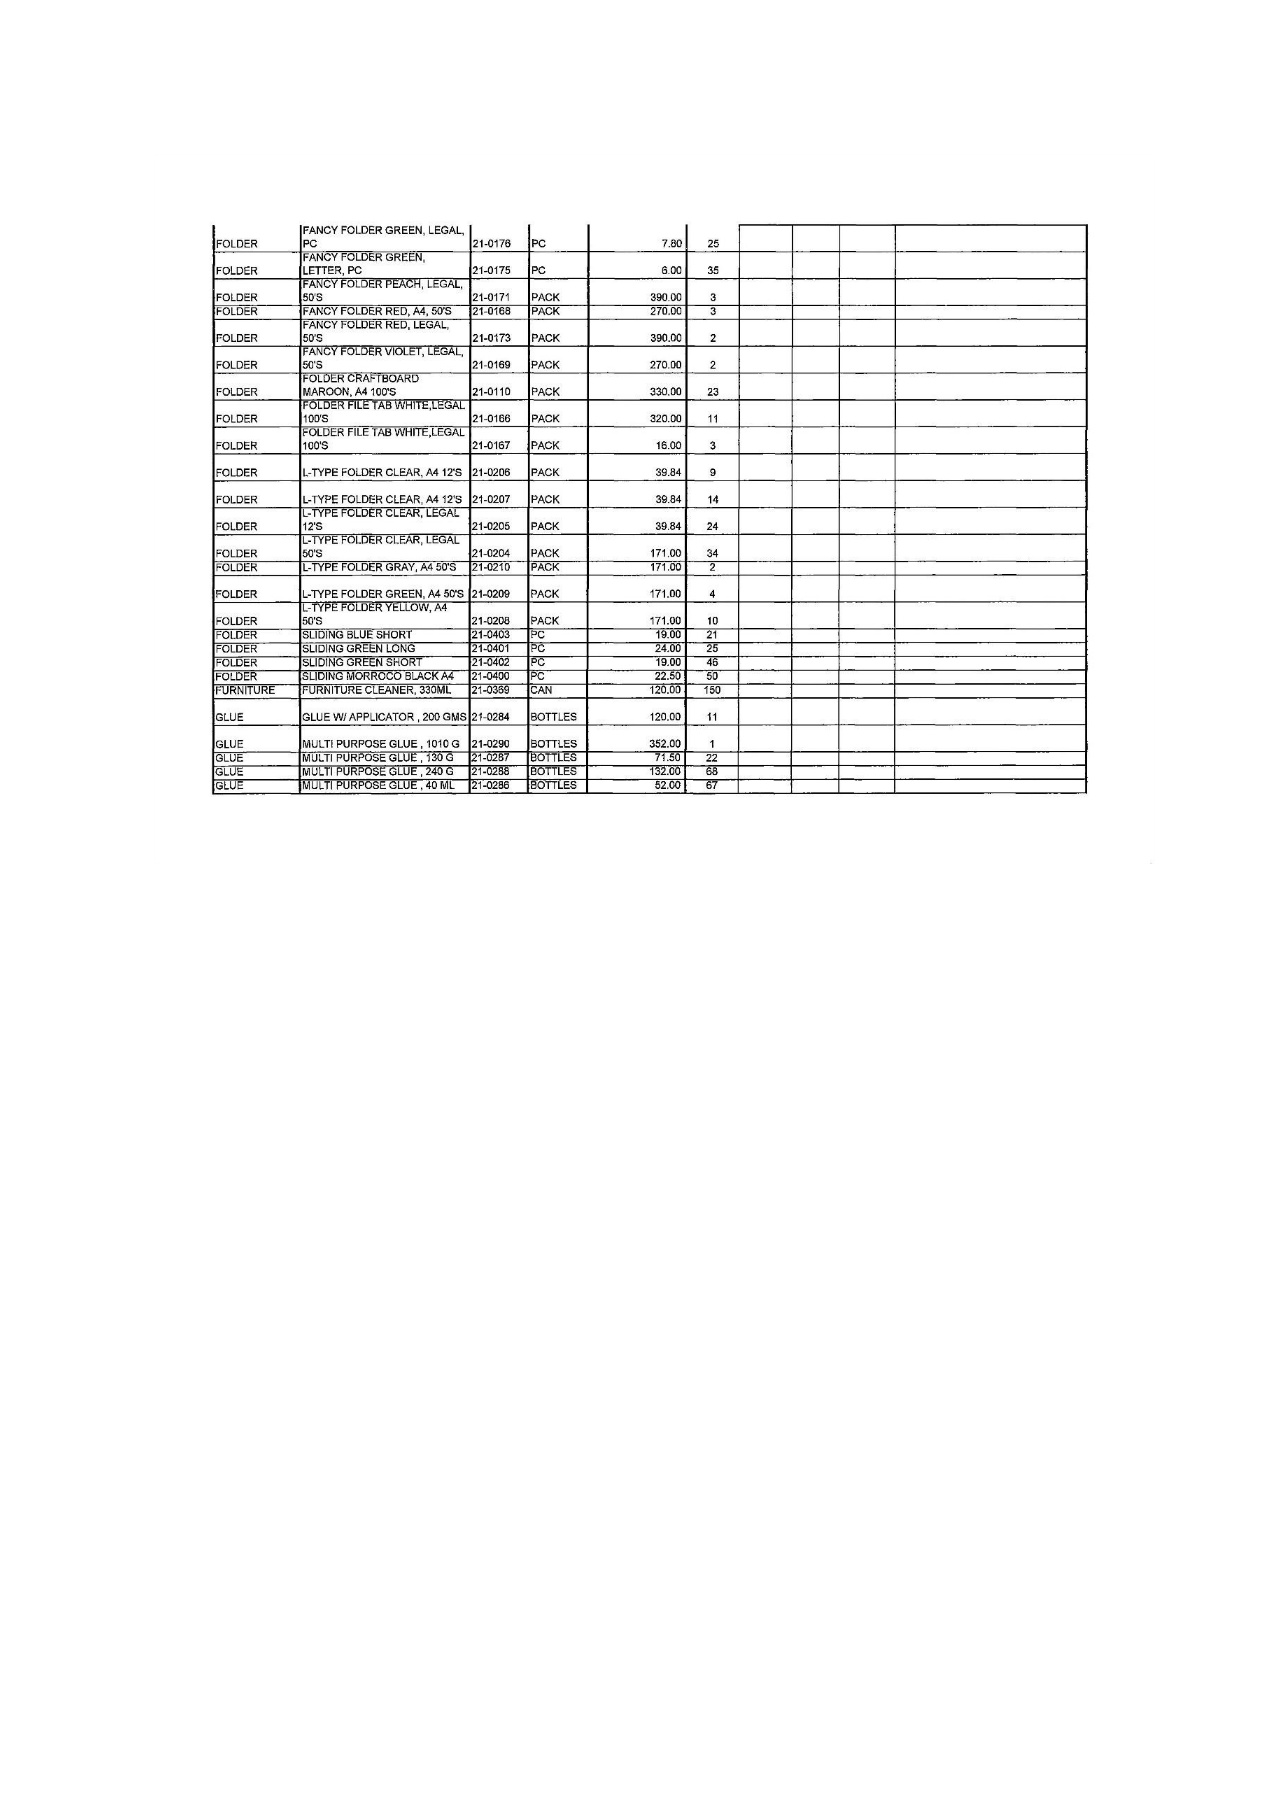 FOLDER FANCY FOLDER GREEN, LEGAL, PC 21-0176 PC 7.80 25
FOLDER FANCY FOLDER GREEN, LETTER, PC 21-0175 PC 6.00 35
FOLDER FANCY FOLDER PEACH, LEGAL, 50'S 21-0171 PACK 390.00 3
FOLDER FANCY FOLDER RED, A4, 50'S 21-0168 PACK 270.00 3
FOLDER FANCY FOLDER RED, LEGAL, 50'S 21-0173 PACK 390.00 2
FOLDER FANCY FOLDER VIOLET, LEGAL, 50'S 21-0169 PACK 270.00 2
FOLDER FOLDER CRAFTBOARD MAROON, A4 100'S 21-0110 PACK 330.00 23
FOLDER FOLDER FILE TAB WHITE,LEGAL 100'S 21-0166 PACK 320.00 11
FOLDER FOLDER FILE TAB WHITE,LEGAL 100'S 21-0167 PACK 16.00 3
FOLDER L-TYPE FOLDER CLEAR, A4 12'S 21-0206 PACK 39.84 9
FOLDER L-TYPE FOLDER CLEAR, A4 12'S 21-0207 PACK 39.84 14
FOLDER L-TYPE FOLDER CLEAR, LEGAL 12'S 21-0205 PACK 39.84 24
FOLDER L-TYPE FOLDER CLEAR, LEGAL 50'S 21-0204 PACK 171.00 34
FOLDER L-TYPE FOLDER GRAY, A4 50'S 21-0210 PACK 171.00 2
FOLDER L-TYPE FOLDER GREEN, A4 50'S 21-0209 PACK 171.00 4
FOLDER L-TYPE FOLDER YELLOW, A4 50'S 21-0208 PACK 171.00 10
FOLDER SLIDING BLUE SHORT 21-0403 PC 19.00 21
FOLDER SLIDING GREEN LONG 21-0401 PC 24.00 25
FOLDER SLIDING GREEN SHORT 21-0402 PC 19.00 46
FOLDER SLIDING MORROCO BLACK A4 21-0400 PC 22.50 50
FURNITURE FURNITURE CLEANER, 330ML 21-0369 CAN 120.00 150
GLUE GLUE W/ APPLICATOR , 200 GMS 21-0284 BOTTLES 120.00 11
GLUE MULTI PURPOSE GLUE , 1010 G 21-0290 BOTTLES 352.00 1
GLUE MULTI PURPOSE GLUE , 130 G 21-0287 BOTTLES 71.50 22
GLUE MULTI PURPOSE GLUE , 240 G 21-0288 BOTTLES 132.00 68
GLUE MULTI PURPOSE GLUE , 40 ML 21-0286 BOTTLES 52.00 67